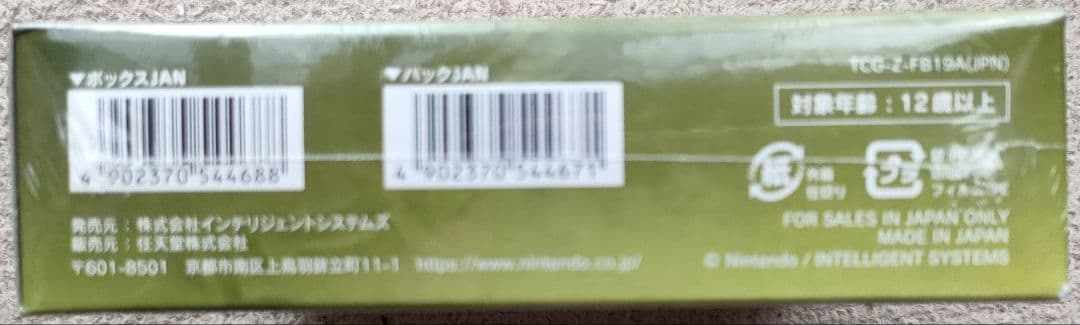 ▼ボックスJAN
4 902370 544688
▼パックJAN
4 902370 544671
TCG-Z-FB19A(JPN)
対象年齢：12歳以上
紙
外箱
仕切り
プラ
発売元：株式会社インテリジェントシステムズ
販売元：任天堂株式会社
〒601-8501 京都市南区上鳥羽鉾立町11-1 https://www.nintendo.co.jp/
FOR SALES IN JAPAN ONLY
MADE IN JAPAN
© Nintendo / INTELLIGENT SYSTEMS